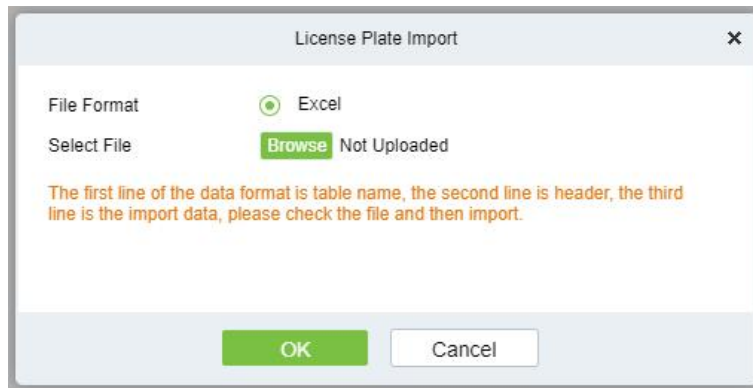 License Plate Import
File Format Excel
Select File Browse Not Uploaded
The first line of the data format is table name, the second line is header, the third
line is the import data, please check the file and then import.
OK Cancel